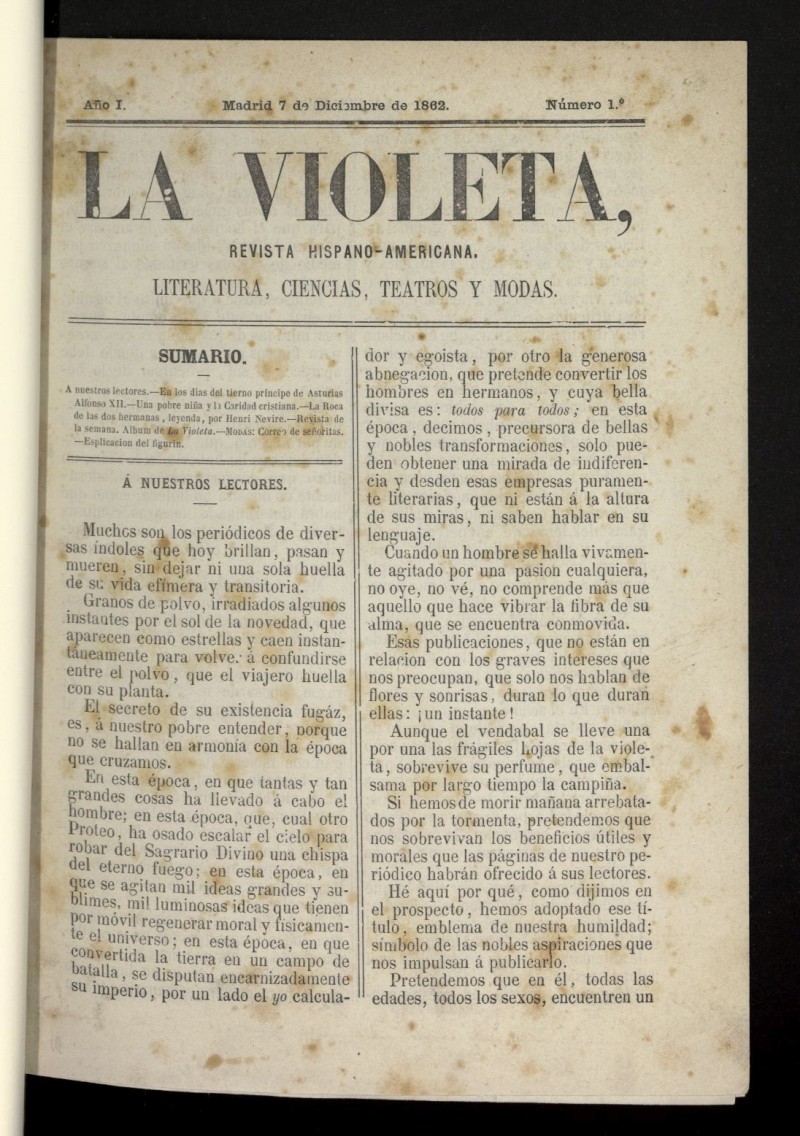 Año I.
Madrid 7 de Diciembre de 1862.
Número 1.º
LA VIOLETA,
REVISTA HISPANO-AMERICANA.
LITERATURA, CIENCIAS, TEATROS Y MODAS.
SUMARIO.
A nuestros lectores.—En los dias del tierno príncipe de Asturias
Alfonso XII.—Una pobre niña y la Caridad cristiana.—La Roca
de las dos hermanas, leyenda, por Henri Nevire.—Revista de
la semana. Album de La Violeta.—MODAS: Correo de señoritas.
—Esplicacion del figurin.
Á NUESTROS LECTORES.
Muchos son los periódicos de diver-
sas índoles que hoy brillan, pasan y
mueren, sin dejar ni una sola huella
de su vida efímera y transitoria.
Granos de polvo, irradiados algunos
instantes por el sol de la novedad, que
aparecen como estrellas y caen instan-
táneamente para volver á confundirse
entre el polvo, que el viajero huella
con su planta.
El secreto de su existencia fugáz,
es, á nuestro pobre entender, porque
no se hallan en armonía con la época
que cruzamos.
En esta época, en que tantas y tan
grandes cosas ha llevado á cabo el
hombre; en esta época, que, cual otro
Proteo, ha osado escalar el cielo para
robar del Sagrario Divino una chispa
del eterno fuego; en esta época, en
que se agitan mil ideas grandes y su-
blimes, mil luminosas ideas que tienen
por móvil regenerar moral y fisicamen-
te el universo; en esta época, en que
convertida la tierra en un campo de
batalla, se disputan encarnizadamente
su imperio, por un lado el yo calcula-
dor y egoista, por otro la generosa
abnegacion, que pretende convertir los
hombres en hermanos, y cuya bella
divisa es: todos para todos; en esta
época, decimos, precursora de bellas
y nobles transformaciones, solo pue-
den obtener una mirada de indiferen-
cia y desden esas empresas puramen-
te literarias, que ni están á la altura
de sus miras, ni saben hablar en su
lenguaje.
Cuando un hombre se halla vivamen-
te agitado por una pasion cualquiera,
no oye, no vé, no comprende más que
aquello que hace vibrar la fibra de su
alma, que se encuentra conmovida.
Esas publicaciones, que no están en
relacion con los graves intereses que
nos preocupan, que solo nos hablan de
flores y sonrisas, duran lo que duran
ellas: ¡un instante!
Aunque el vendabal se lleve una
por una las frágiles hojas de la viole-
ta, sobrevive su perfume, que embal-
sama por largo tiempo la campiña.
Si hemos de morir mañana arrebata-
dos por la tormenta, pretendemos que
nos sobrevivan los beneficios útiles y
morales que las páginas de nuestro pe-
riódico habrán ofrecido á sus lectores.
Hé aquí por qué, como dijimos en
el prospecto, hemos adoptado ese tí-
tulo, emblema de nuestra humildad;
símbolo de las nobles aspiraciones que
nos impulsan á publicarlo.
Pretendemos que en él, todas las
edades, todos los sexos, encuentren un